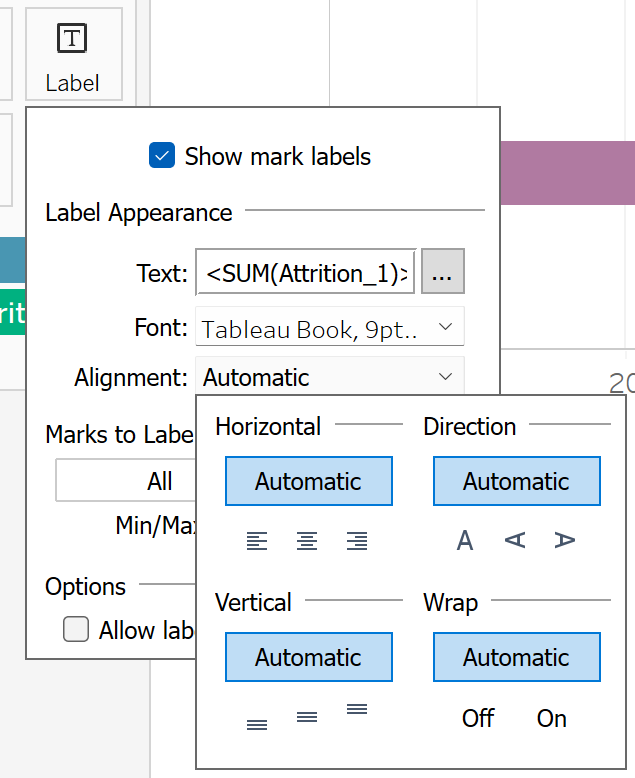 T
Label
Show mark labels
Label Appearance
Text: <SUM(Attrition_1)> ...
Font: Tableau Book, 9pt..
Alignment: Automatic
20
Horizontal Direction
Marks to Labe
Automatic Automatic
All
rit
Min/Max
A A A
Options
Vertical Wrap
Allow lab
Automatic Automatic
Off On